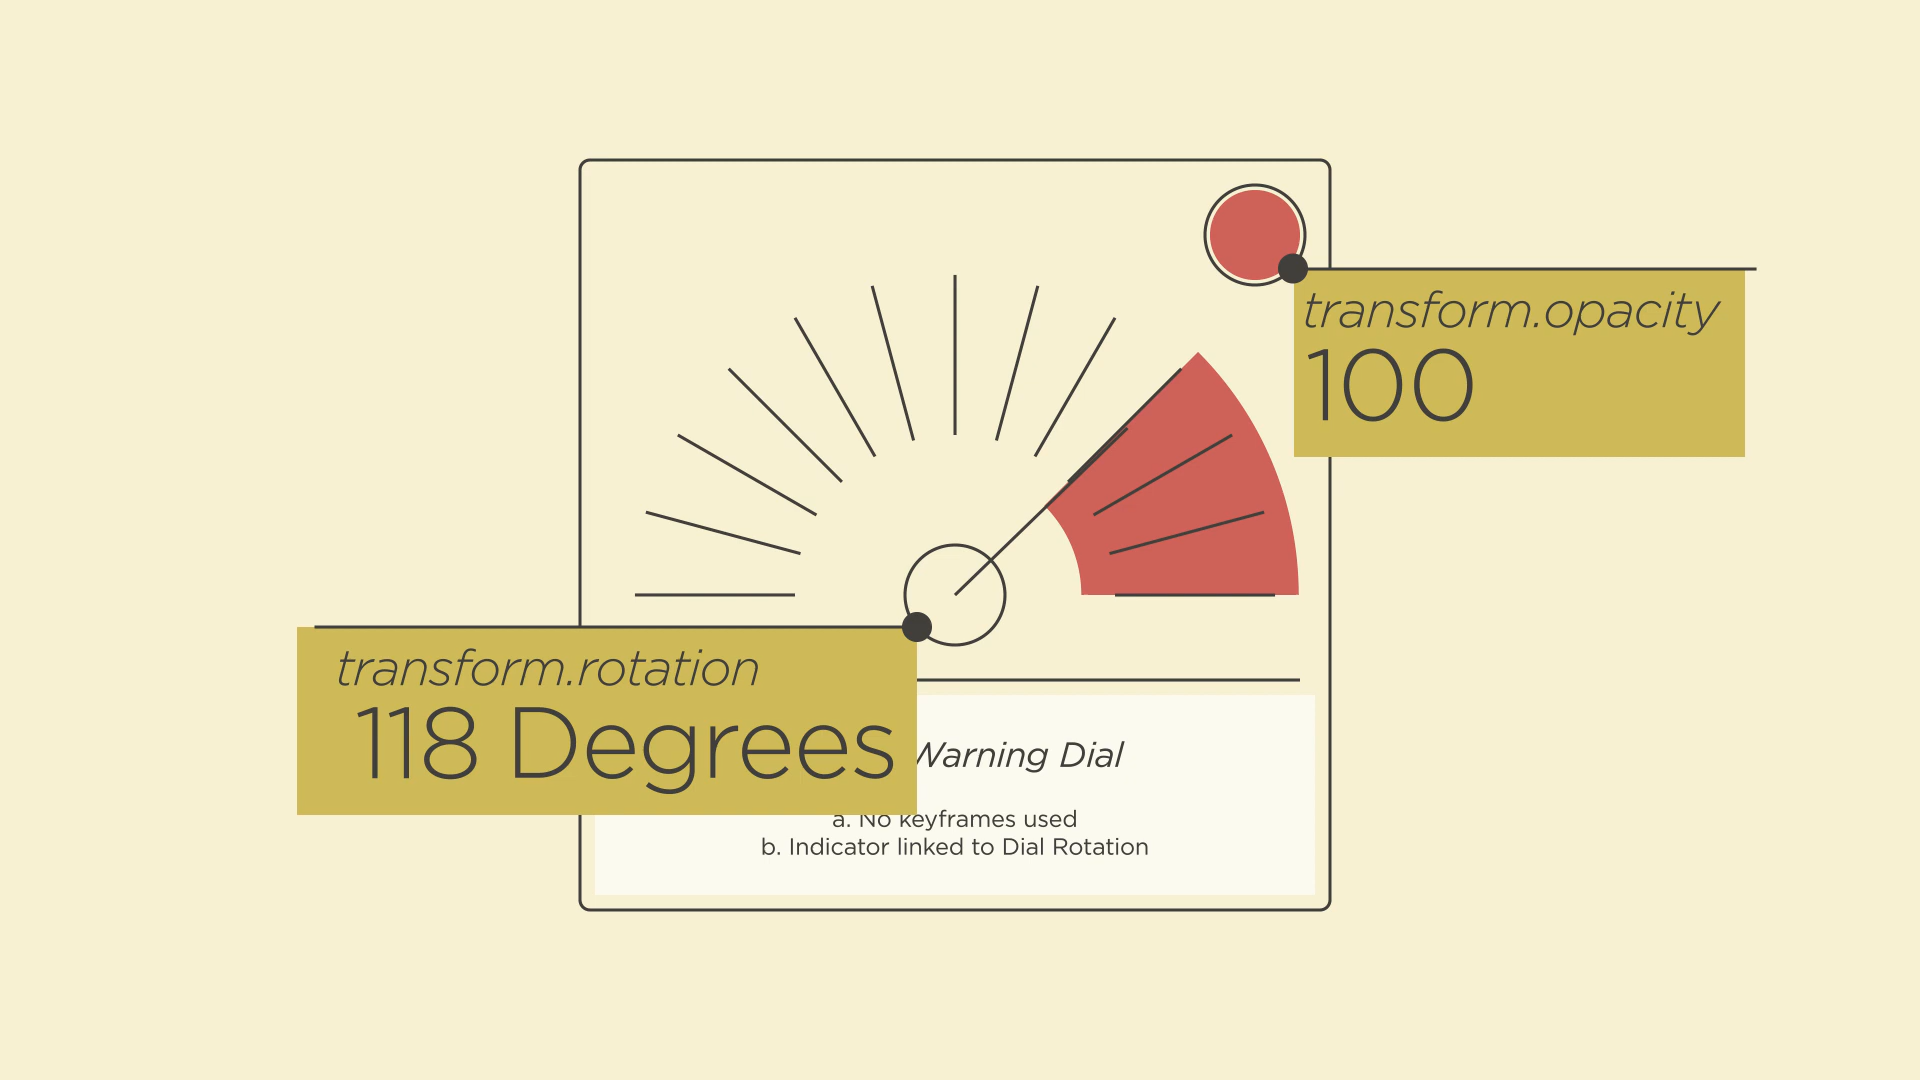 transform.opacity
100
transform.rotation
118 Degrees
Warning Dial
a. No keyframes used
b. Indicator linked to Dial Rotation